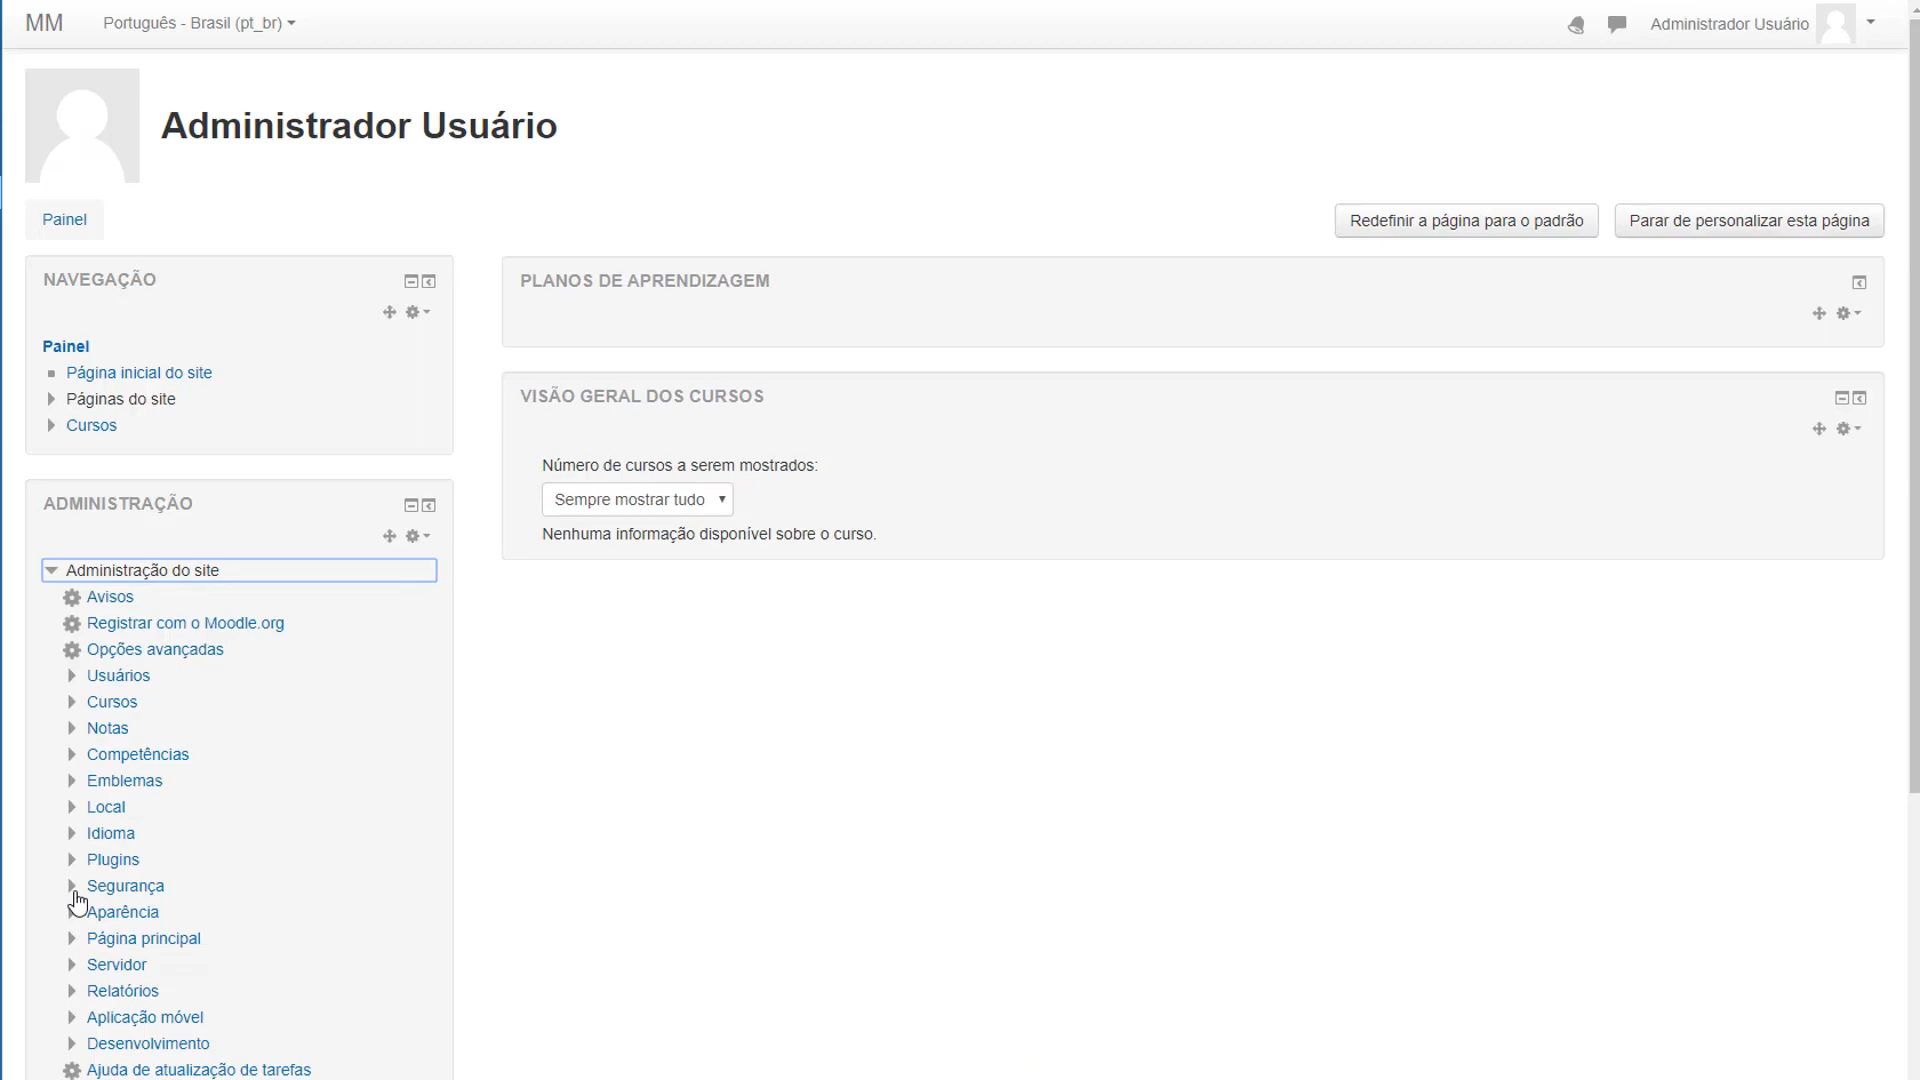 MM
Português - Brasil (pt_br)
Administrador Usuário
Administrador Usuário
Painel
Redefinir a página para o padrão
Parar de personalizar esta página
NAVEGAÇÃO
Painel
Página inicial do site
Páginas do site
Cursos
PLANOS DE APRENDIZAGEM
VISÃO GERAL DOS CURSOS
Número de cursos a serem mostrados:
Sempre mostrar tudo
Nenhuma informação disponível sobre o curso.
ADMINISTRAÇÃO
Administração do site
Avisos
Registrar com o Moodle.org
Opções avançadas
Usuários
Cursos
Notas
Competências
Emblemas
Local
Idioma
Plugins
Segurança
Aparência
Página principal
Servidor
Relatórios
Aplicação móvel
Desenvolvimento
Ajuda de atualização de tarefas